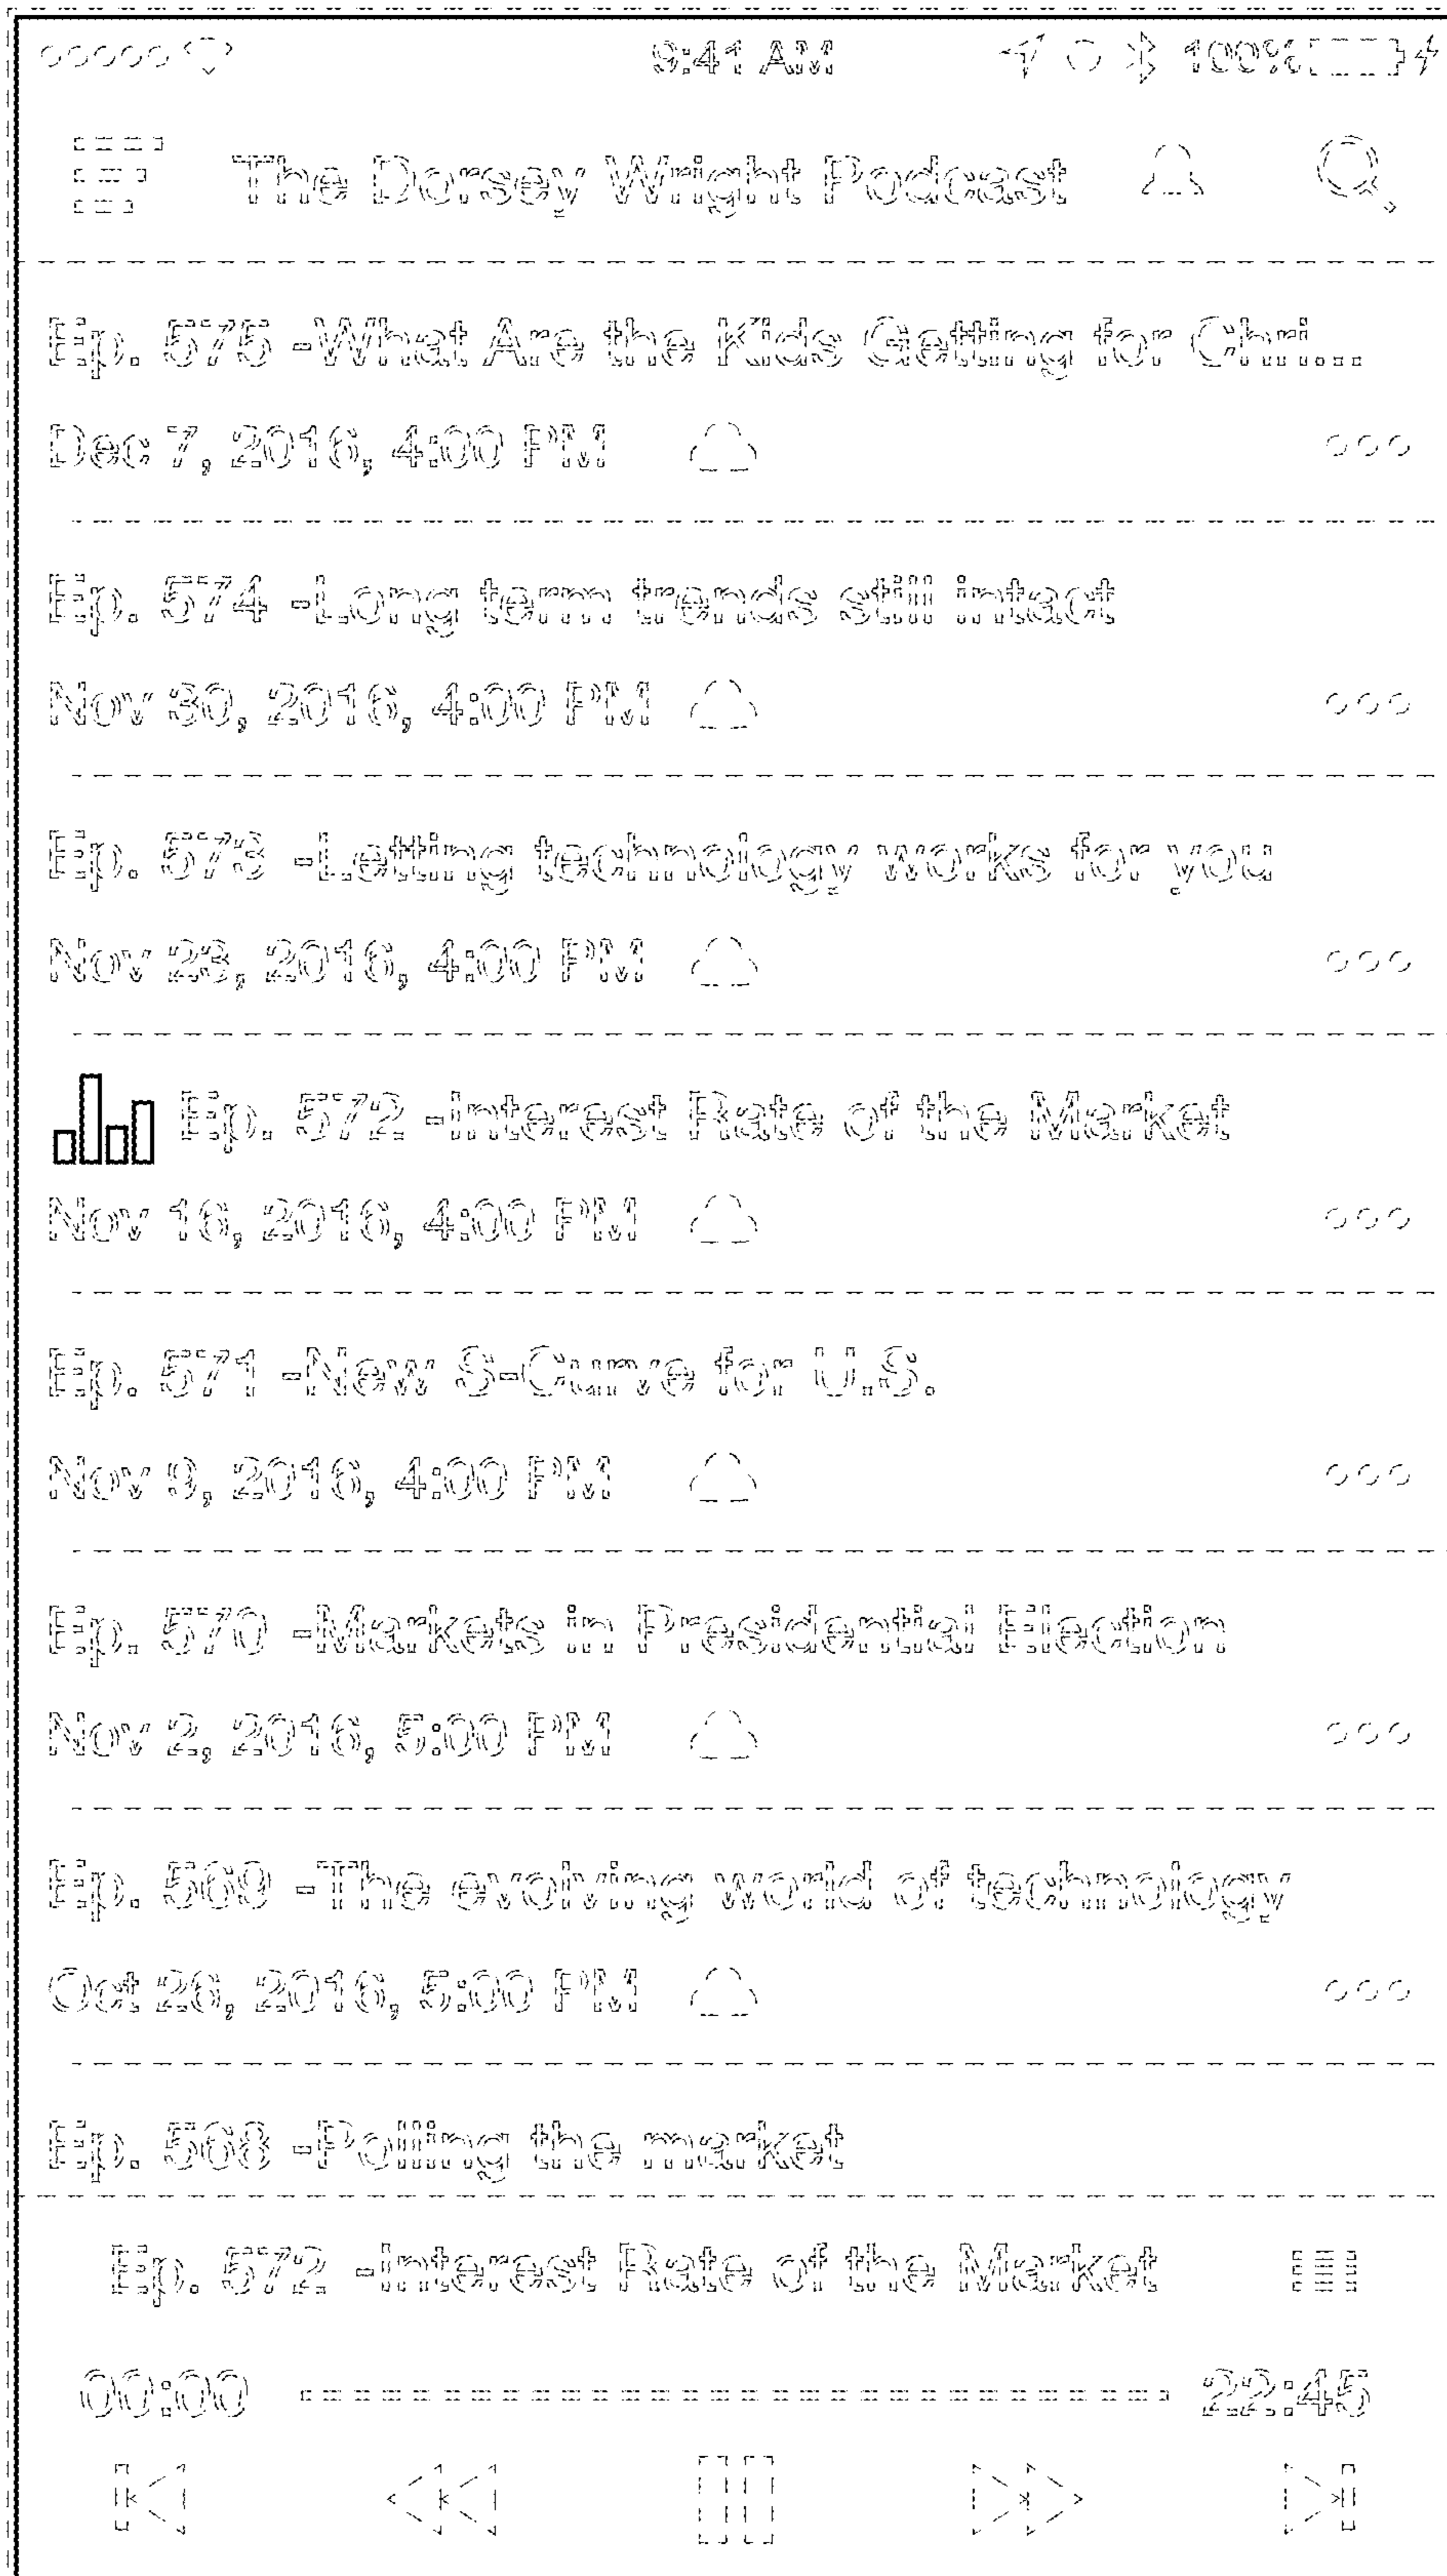 9:41 AM 100%
The Dorsey Wright Podcast
Ep. 575 -What Are the Kids Getting for Chri...
Dec 7, 2016, 4:00 PM
Ep. 574 -Long term trends still intact
Nov 30, 2016, 4:00 PM
Ep. 573 -Letting technology works for you
Nov 23, 2016, 4:00 PM
Ep. 572 -Interest Rate of the Market
Nov 16, 2016, 4:00 PM
Ep. 571 -New S-Curve for U.S.
Nov 9, 2016, 4:00 PM
Ep. 570 -Markets in Presidential Election
Nov 2, 2016, 5:00 PM
Ep. 569 -The evolving world of technology
Oct 26, 2016, 5:00 PM
Ep. 568 -Polling the market
Ep. 572 -Interest Rate of the Market
00:00 22:45